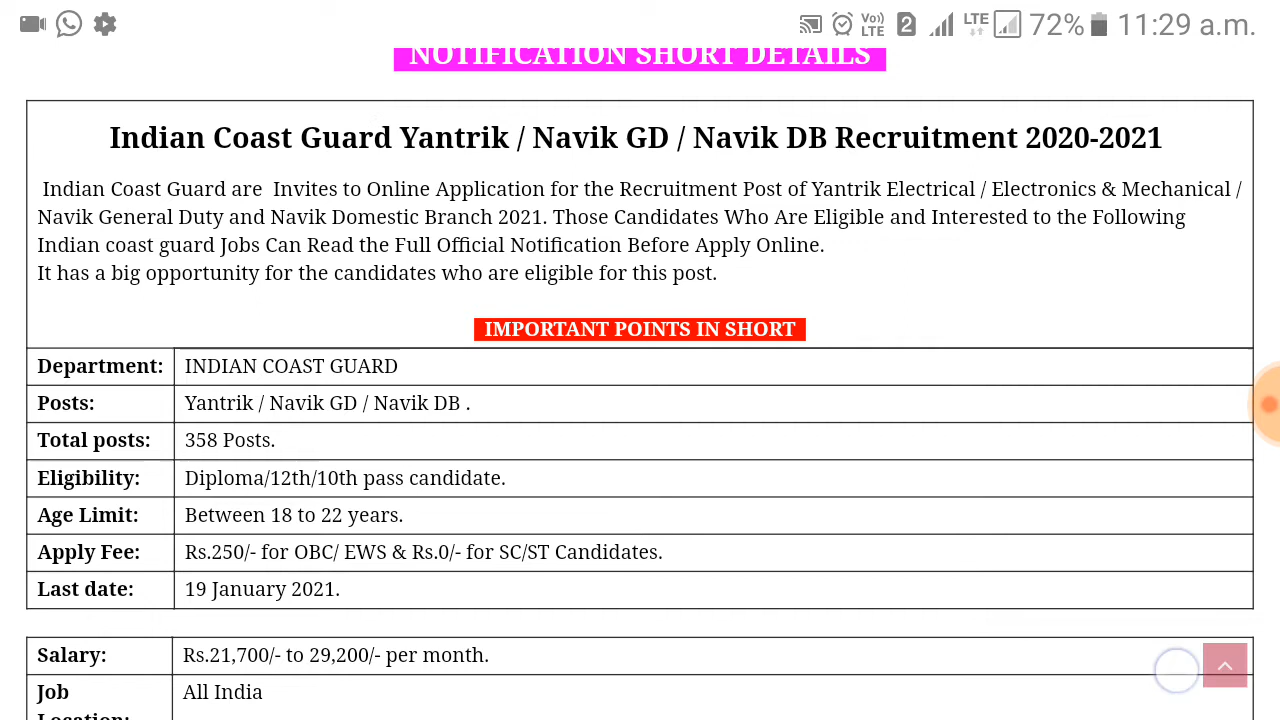 Vo)) LTE 2 LTE 72% 11:29 a.m.
NOTIFICATION SHORT DETAILS
Indian Coast Guard Yantrik / Navik GD / Navik DB Recruitment 2020-2021
Indian Coast Guard are Invites to Online Application for the Recruitment Post of Yantrik Electrical / Electronics & Mechanical /
Navik General Duty and Navik Domestic Branch 2021. Those Candidates Who Are Eligible and Interested to the Following
Indian coast guard Jobs Can Read the Full Official Notification Before Apply Online.
It has a big opportunity for the candidates who are eligible for this post.
IMPORTANT POINTS IN SHORT
Department: INDIAN COAST GUARD
Posts: Yantrik / Navik GD / Navik DB .
Total posts: 358 Posts.
Eligibility: Diploma/12th/10th pass candidate.
Age Limit: Between 18 to 22 years.
Apply Fee: Rs.250/- for OBC/ EWS & Rs.0/- for SC/ST Candidates.
Last date: 19 January 2021.
Salary: Rs.21,700/- to 29,200/- per month.
Job All India
Location: